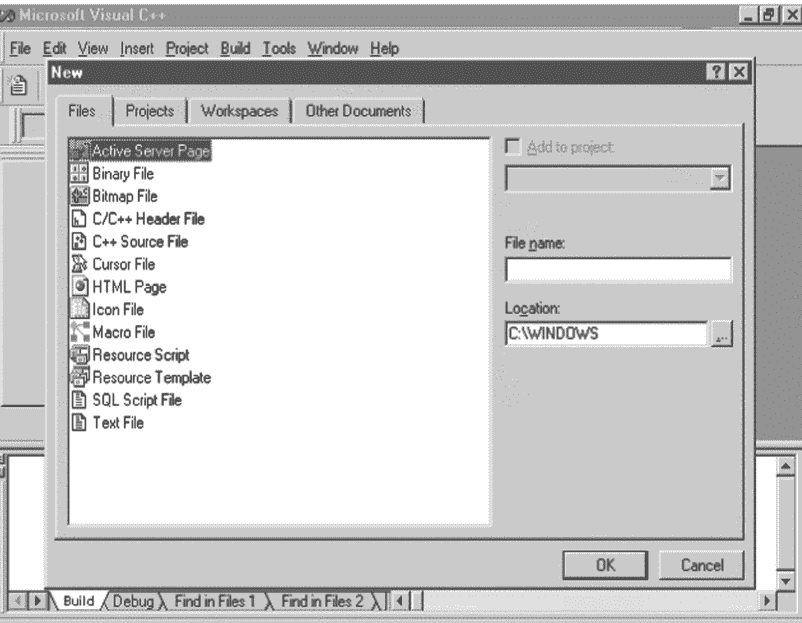 Microsoft Visual C++
File Edit View Insert Project Build Tools Window Help
New
Files Projects Workspaces Other Documents
Active Server Page
Binary File
Bitmap File
C/C++ Header File
C++ Source File
Cursor File
HTML Page
Icon File
Macro File
Resource Script
Resource Template
SQL Script File
Text File
Add to project:
File name:
Location:
C:\WINDOWS
...
OK Cancel
Build Debug Find in Files 1 Find in Files 2